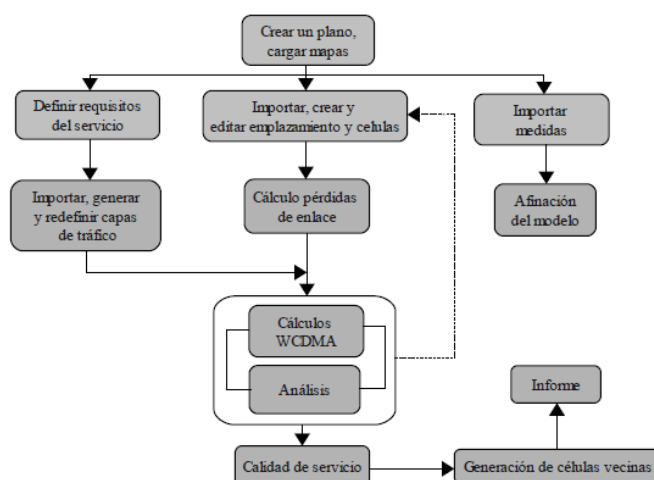 Crear un plano,
cargar mapas
Definir requisitos
del servicio
Importar, crear y
editar emplazamiento y celulas
Importar
medidas
Importar, generar
y redefinir capas
de tráfico
Cálculo pérdidas
de enlace
Afinación
del modelo
Cálculos
WCDMA
Análisis
Informe
Calidad de servicio
Generación de células vecinas